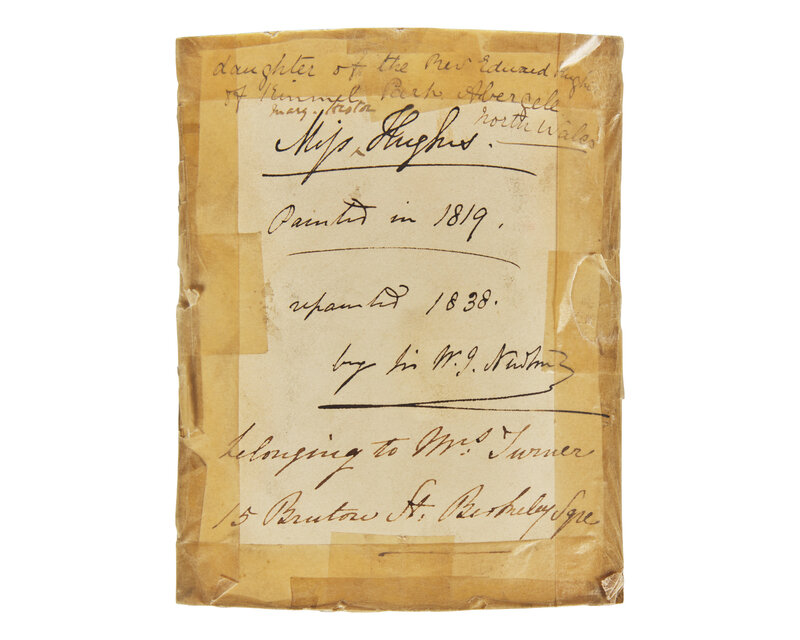 daughter of the Rev Edward Hughes
of Kinmel Park Abergele
North Wales
Mary Hester
Miss ‸ Hughes.
Painted in 1819.
repainted 1838.
by Sir W. J. Newton
belonging to Mrs Turner
15 Bruton St. Berkeley Sqre